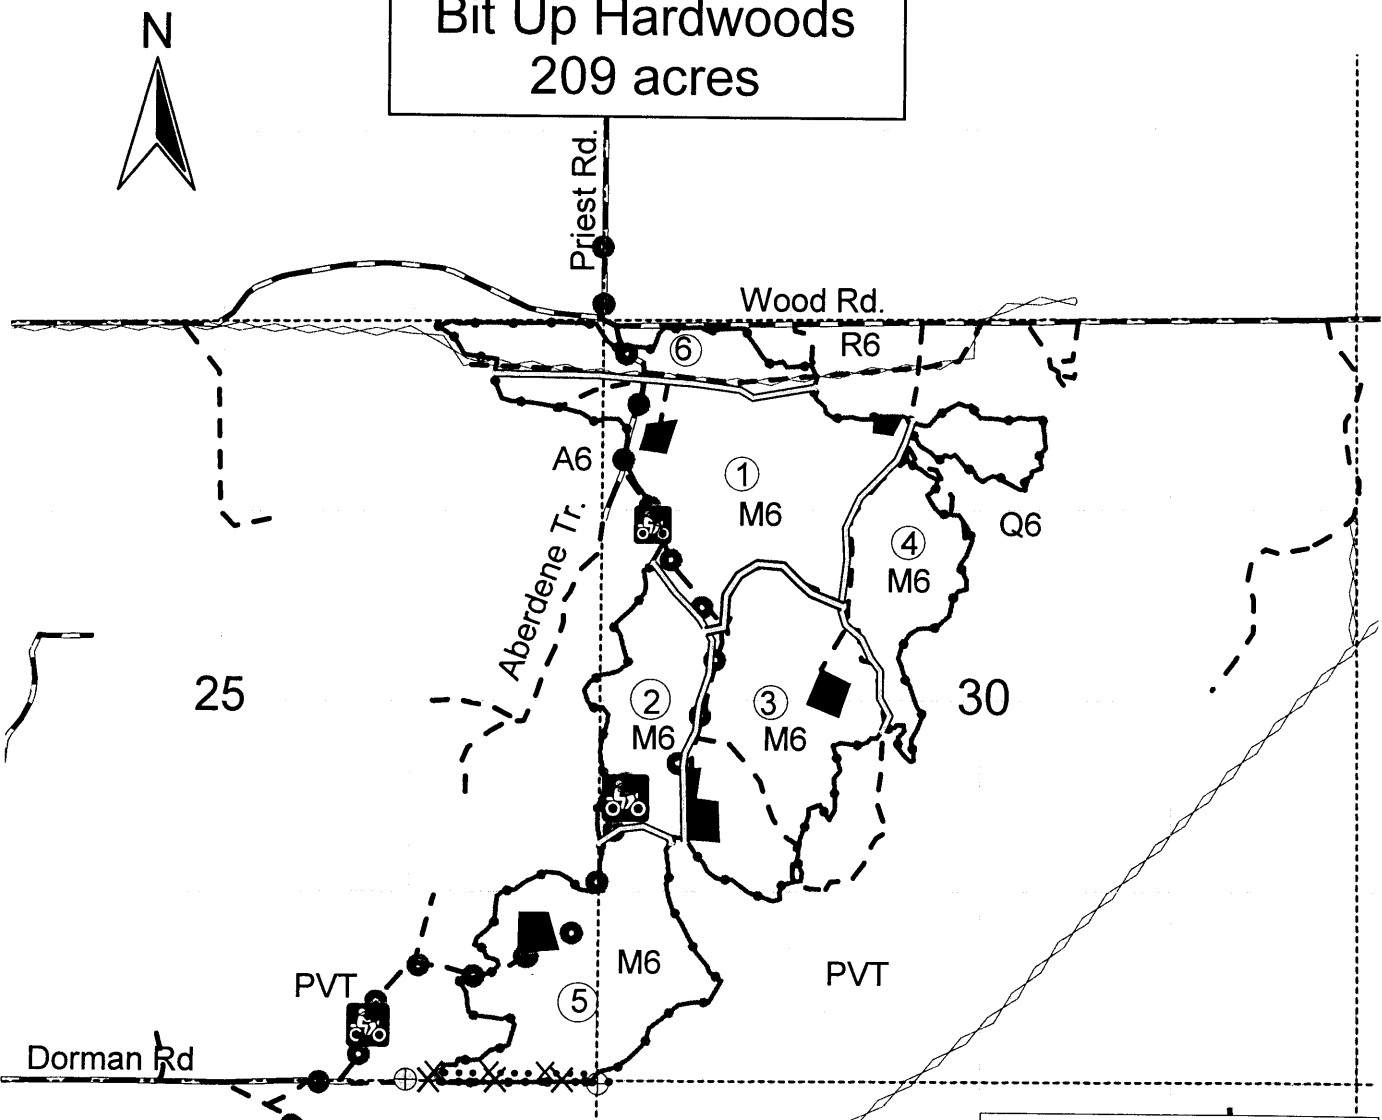 N
Bit Up Hardwoods
209 acres
Priest Rd.
Wood Rd.
6
R6
A6
1
M6
4
M6
Q6
Aberdene Tr.
25
2
M6
3
M6
30
M6
PVT
PVT
5
Dorman Rd